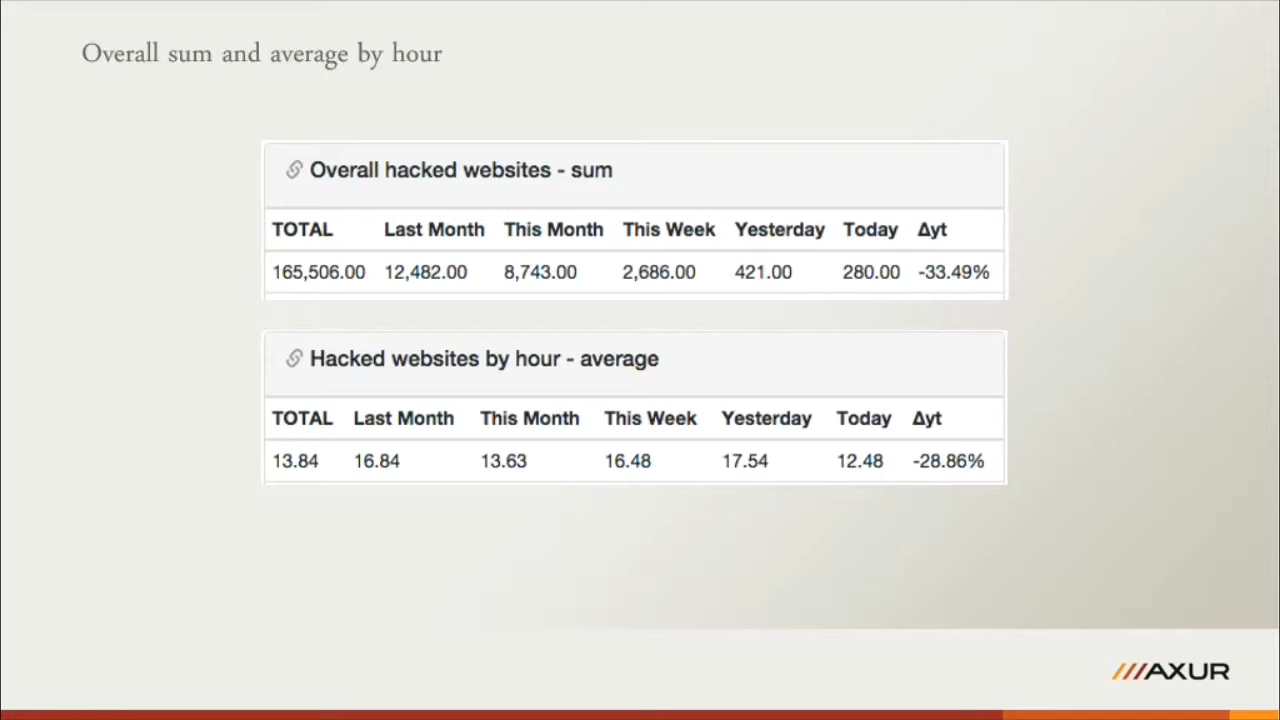 Overall sum and average by hour
Overall hacked websites - sum
TOTAL Last Month This Month This Week Yesterday Today Δyt
165,506.00 12,482.00 8,743.00 2,686.00 421.00 280.00 -33.49%
Hacked websites by hour - average
TOTAL Last Month This Month This Week Yesterday Today Δyt
13.84 16.84 13.63 16.48 17.54 12.48 -28.86%
///AXUR